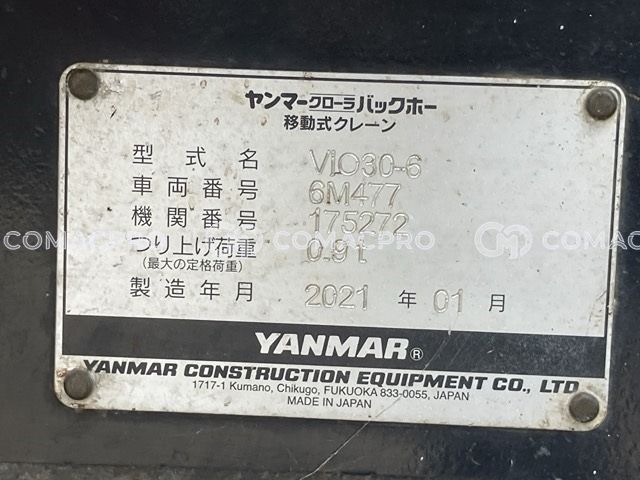 ヤンマークローラバックホー
移動式クレーン
型式名 ViO30-6
車両番号 6M477
機関番号 175272
COMACPRO COMACPRO COMACPRO
つり上げ荷重 0.9t
(最大の定格荷重)
製造年月 2021 年 01 月
YANMAR®
YANMAR CONSTRUCTION EQUIPMENT CO., LTD
1717-1 Kumano, Chikugo, FUKUOKA 833-0055, JAPAN
MADE IN JAPAN